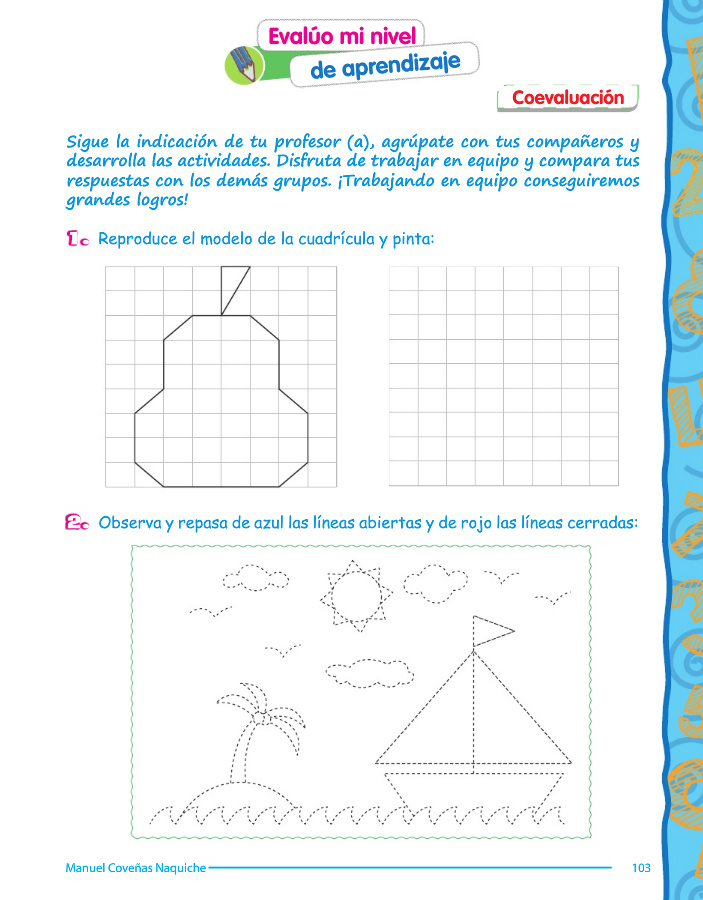 Evalúo mi nivel
de aprendizaje
Coevaluación
Sigue la indicación de tu profesor (a), agrúpate con tus compañeros y
desarrolla las actividades. Disfruta de trabajar en equipo y compara tus
respuestas con los demás grupos. ¡Trabajando en equipo conseguiremos
grandes logros!
1. Reproduce el modelo de la cuadrícula y pinta:
2. Observa y repasa de azul las líneas abiertas y de rojo las líneas cerradas:
Manuel Coveñas Naquiche 103